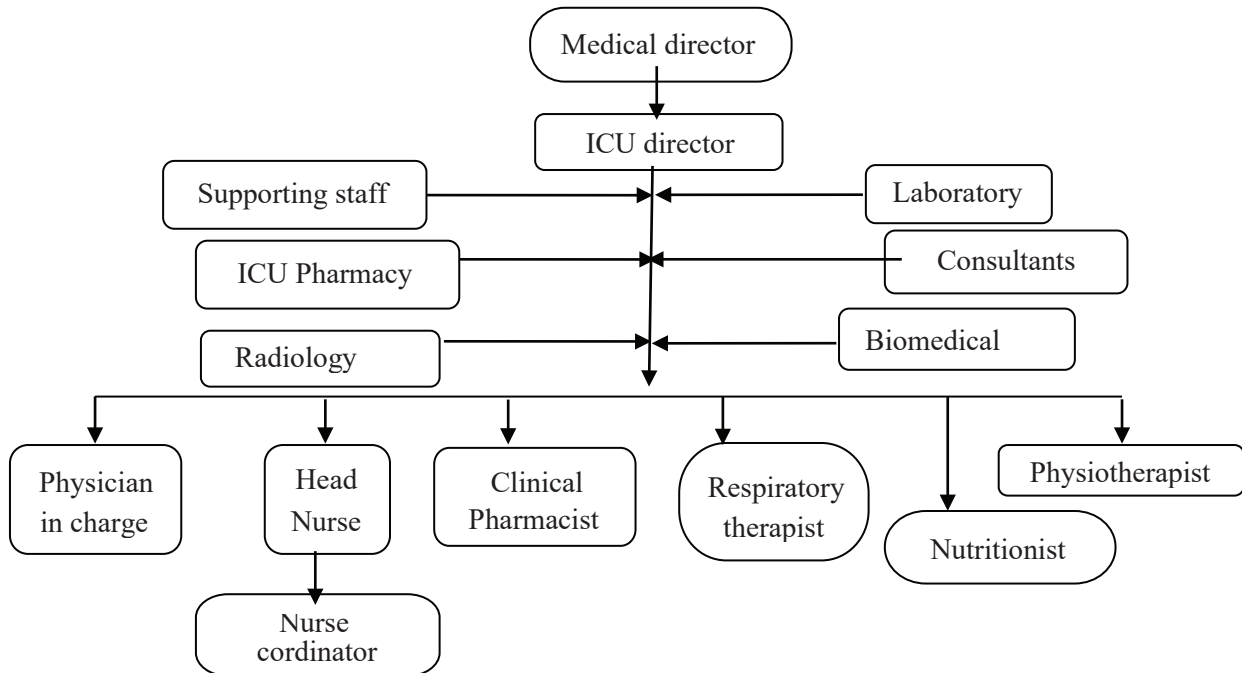 Medical director
ICU director
Supporting staff
Laboratory
ICU Pharmacy
Consultants
Radiology
Biomedical
Physician
in charge
Head
Nurse
Clinical
Pharmacist
Respiratory
therapist
Nutritionist
Physiotherapist
Nurse
cordinator